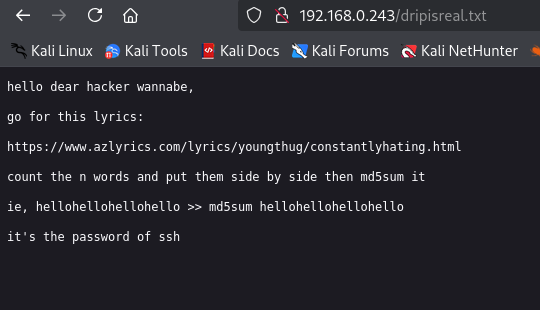 192.168.0.243/dripisreal.txt
Kali Linux Kali Tools Kali Docs Kali Forums Kali NetHunter
hello dear hacker wannabe,
go for this lyrics:
https://www.azlyrics.com/lyrics/youngthug/constantlyhating.html
count the n words and put them side by side then md5sum it
ie, hellohellohellohello >> md5sum hellohellohellohello
it's the password of ssh